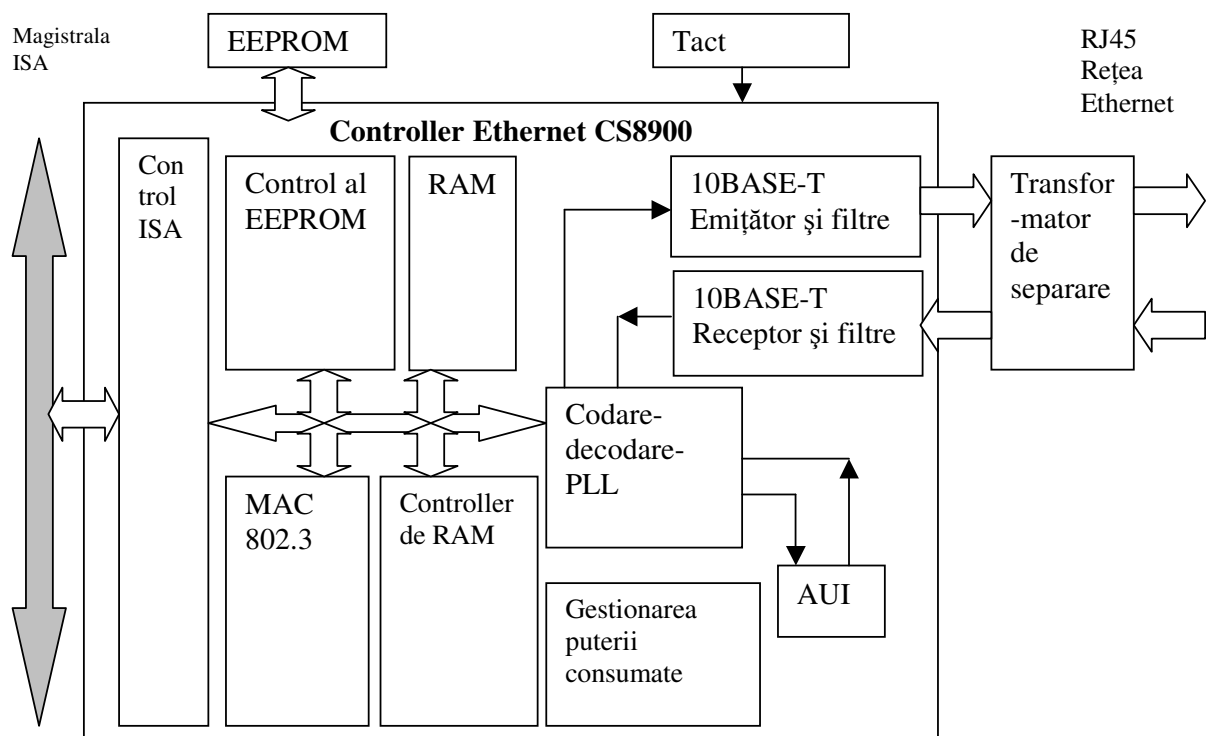 Magistrala
ISA
EEPROM
Tact
RJ45
Rețea
Ethernet
Controller Ethernet CS8900
Con
trol
ISA
Control al
EEPROM
RAM
10BASE-T
Emițător şi filtre
Transfor
-mator
de
separare
10BASE-T
Receptor şi filtre
Codare-
decodare-
PLL
MAC
802.3
Controller
de RAM
AUI
Gestionarea
puterii
consumate